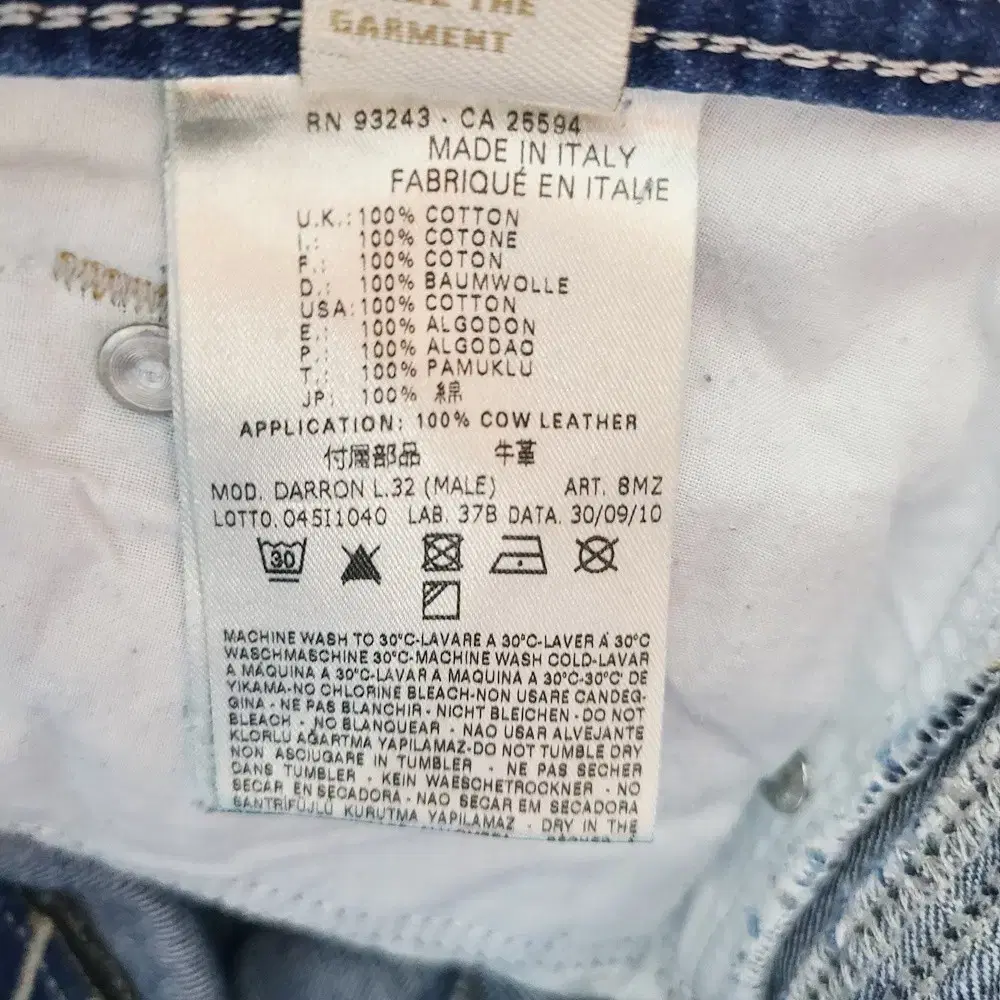 THE
GARMENT
RN 93243 · CA 25594
MADE IN ITALY
FABRIQUÉ EN ITALIE
U.K.: 100% COTTON
I.: 100% COTONE
F.: 100% COTON
D.: 100% BAUMWOLLE
USA: 100% COTTON
E.: 100% ALGODON
P.: 100% ALGODAO
T.: 100% PAMUKLU
JP: 100% 綿
APPLICATION: 100% COW LEATHER
付属部品 牛革
MOD. DARRON L.32 (MALE) ART. 8MZ
LOTTO. 045I1040 LAB. 37B DATA. 30/09/10
30
MACHINE WASH TO 30°C-LAVARE A 30°C-LAVER Á 30°C
WASCHMASCHINE 30°C-MACHINE WASH COLD-LAVAR
A MÁQUINA A 30°C-LAVAR A MAQUINA A 30°C-30°C' DE
YIKAMA-NO CHLORINE BLEACH-NON USARE CANDEG-
GINA - NE PAS BLANCHIR - NICHT BLEICHEN - DO NOT
BLEACH - NO BLANQUEAR - NÃO USAR ALVEJANTE
KLORLU AĞARTMA YAPILAMAZ-DO NOT TUMBLE DRY
NON ASCIUGARE IN TUMBLER - NE PAS SÉCHER
DANS TUMBLER - KEIN WAESCHETROCKNER - NO
SECAR EN SECADORA - NAO SECAR EM SECADORA
SANTRİFÜJLÜ KURUTMA YAPILAMAZ - DRY IN THE